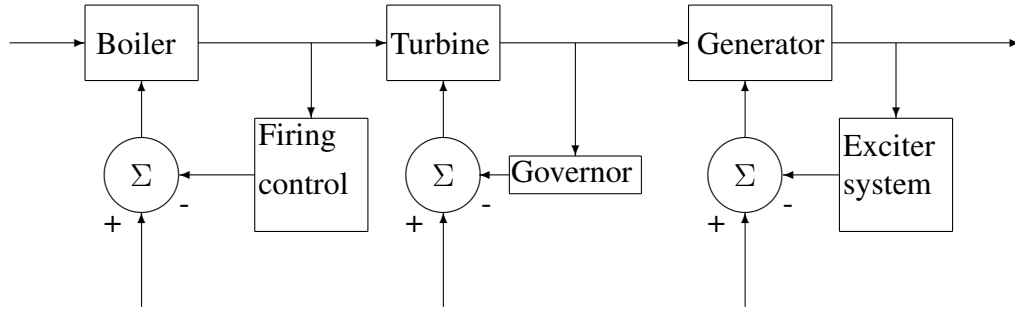 Boiler
Turbine
Generator
Firing
control
Governor
Exciter
system
Σ
Σ
Σ
+
-
+
-
+
-